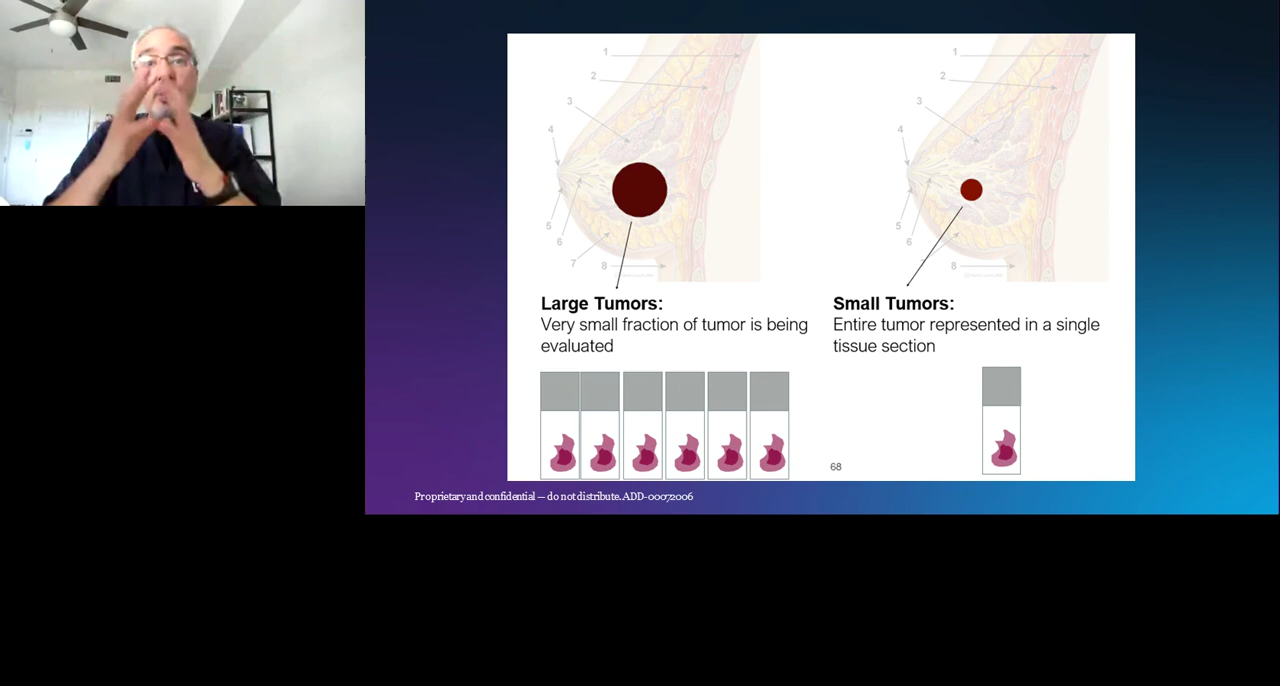 1
2
3
4
5
6
7
8
1
2
3
4
5
6
7
8
Large Tumors:
Very small fraction of tumor is being
evaluated
Small Tumors:
Entire tumor represented in a single
tissue section
68
Proprietary and confidential — do not distribute. ADD-00072006